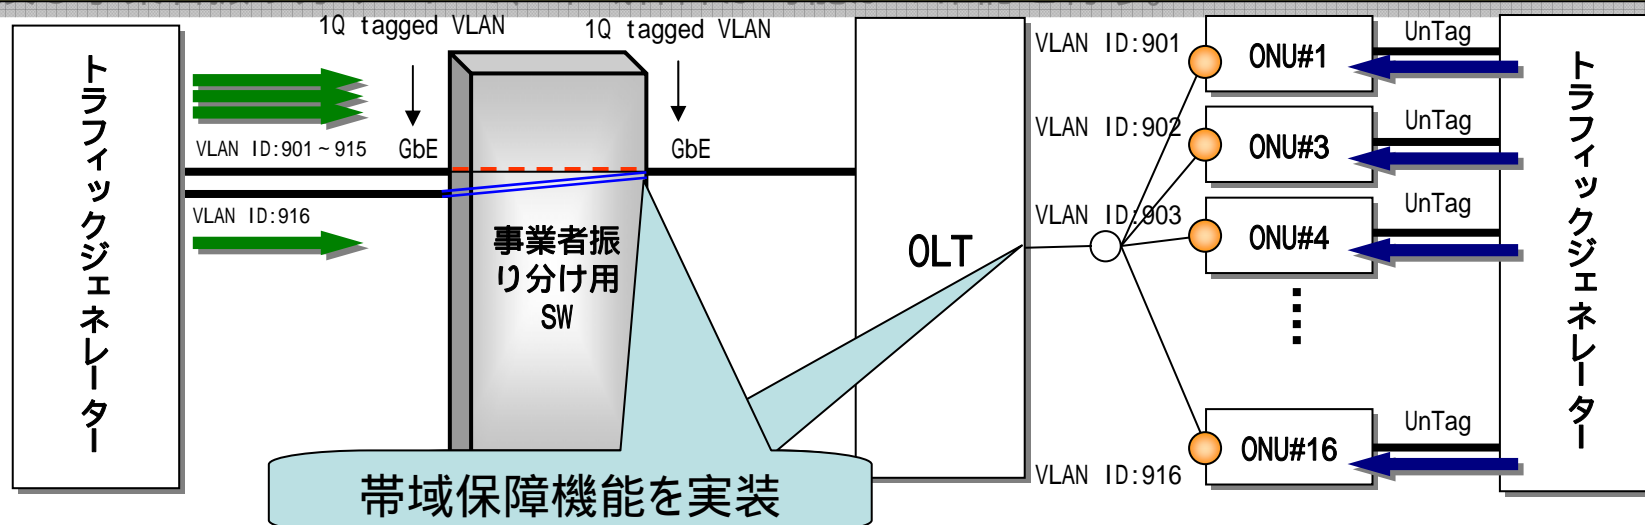 トラフィックジェネレーター
1Q tagged VLAN
1Q tagged VLAN
VLAN ID:901～915
GbE
GbE
VLAN ID:916
事業者振
り分け用
SW
OLT
帯域保障機能を実装
VLAN ID:901
VLAN ID:902
VLAN ID:903
VLAN ID:916
ONU#1
ONU#3
ONU#4
ONU#16
UnTag
UnTag
UnTag
UnTag
トラフィックジェネレーター